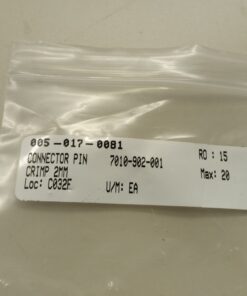 005-017-0081
CONNECTOR PIN 7010-902-001 RO : 15
CRIMP 2MM Max: 20
Loc: C032F U/M: EA